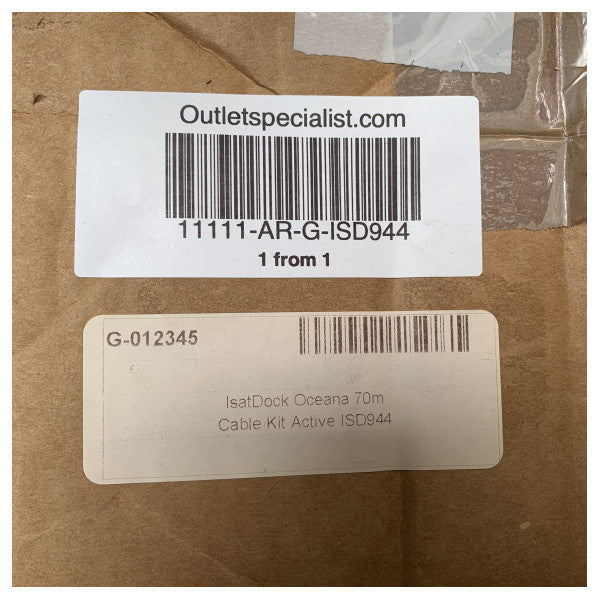 Outletspecialist.com
11111-AR-G-ISD944
1 from 1
G-012345
IsatDock Oceana 70m
Cable Kit Active ISD944